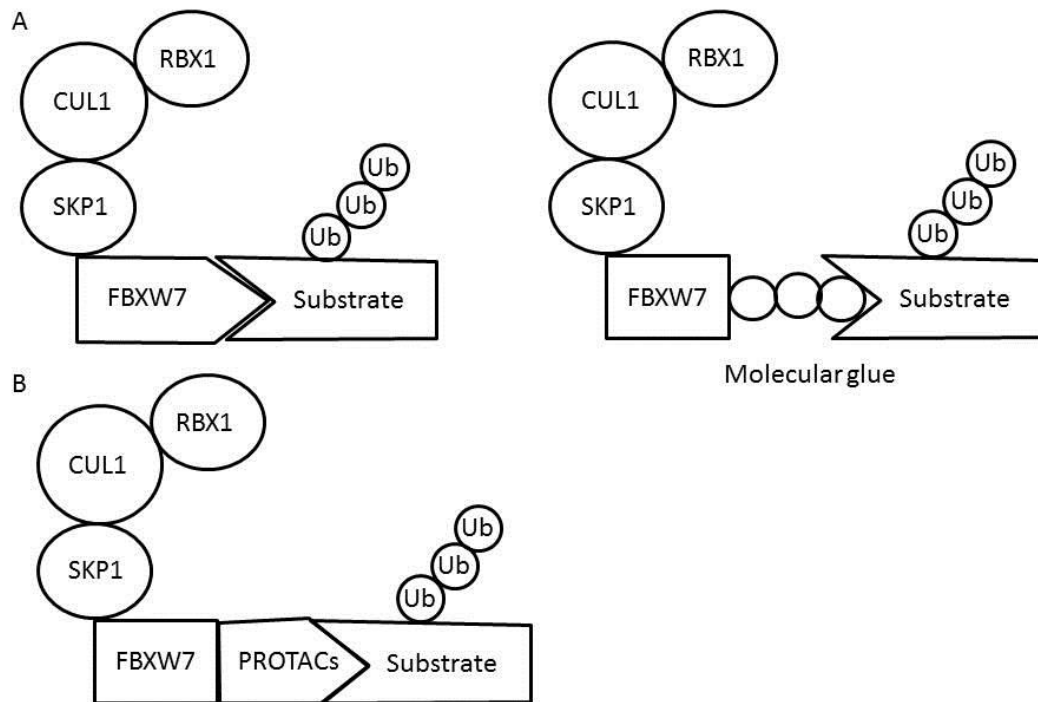 A
RBX1
CUL1
SKP1
Ub
Ub
Ub
FBXW7
Substrate
RBX1
CUL1
SKP1
Ub
Ub
Ub
FBXW7
Substrate
Molecular glue
B
RBX1
CUL1
SKP1
Ub
Ub
Ub
FBXW7
PROTACs
Substrate